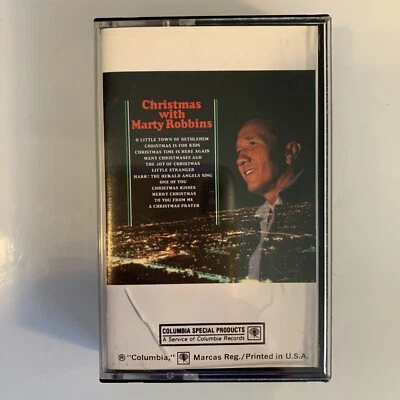 Christmas
with
Marty Robbins
O LITTLE TOWN OF BETHLEHEM
CHRISTMAS IS FOR KIDS
CHRISTMAS TIME IS HERE AGAIN
MANY CHRISTMASES AGO
THE JOY OF CHRISTMAS
LITTLE STRANGER
HARK! THE HERALD ANGELS SING
ONE OF YOU
CHRISTMAS KISSES
MERRY CHRISTMAS
TO YOU FROM ME
A CHRISTMAS PRAYER
COLUMBIA SPECIAL PRODUCTS
A Service of Columbia Records
® "Columbia," Marcas Reg./Printed in U.S.A.